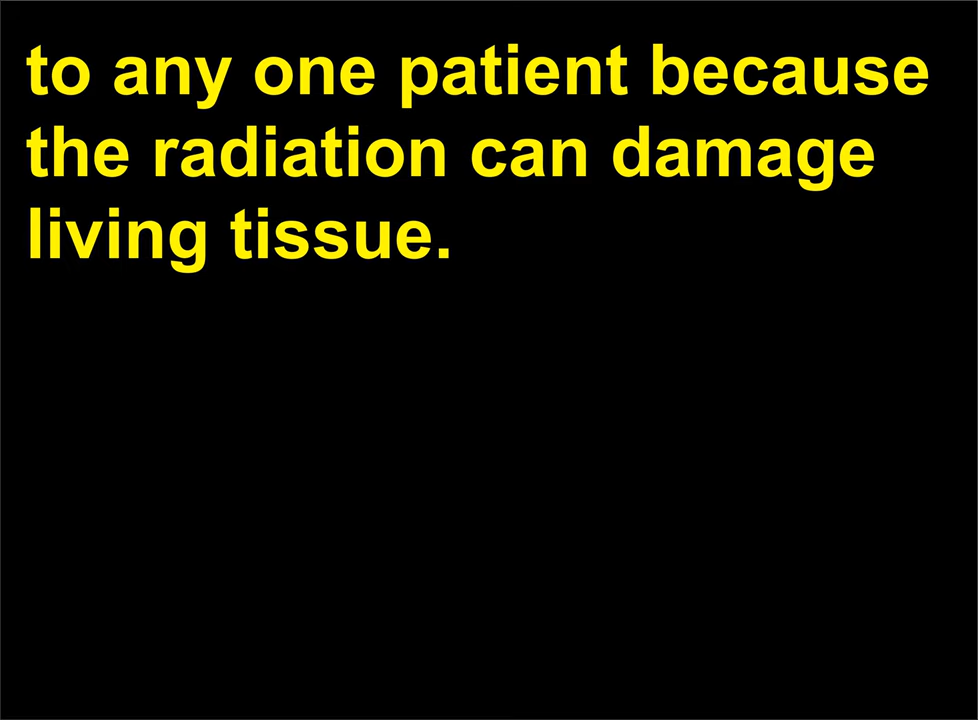 to any one patient because
the radiation can damage
living tissue.